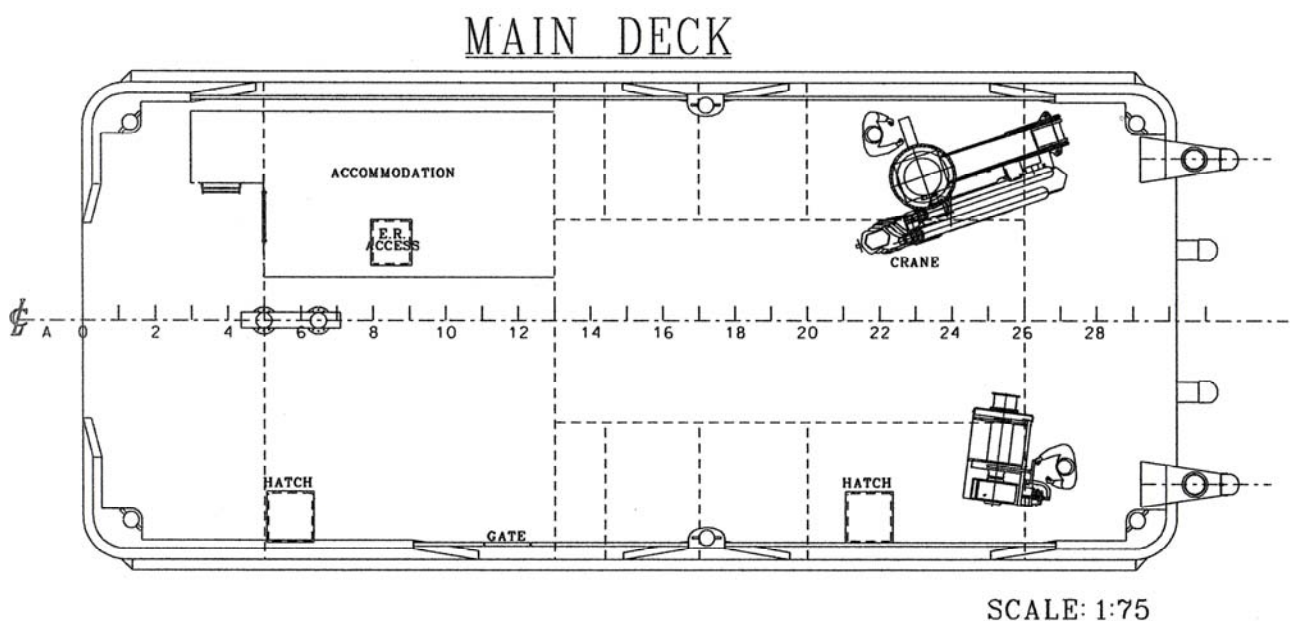 MAIN DECK
ACCOMMODATION
E.R.
ACCESS
CRANE
℄
A 0 2 4 6 8 10 12 14 16 18 20 22 24 26 28
HATCH
HATCH
GATE
SCALE: 1:75